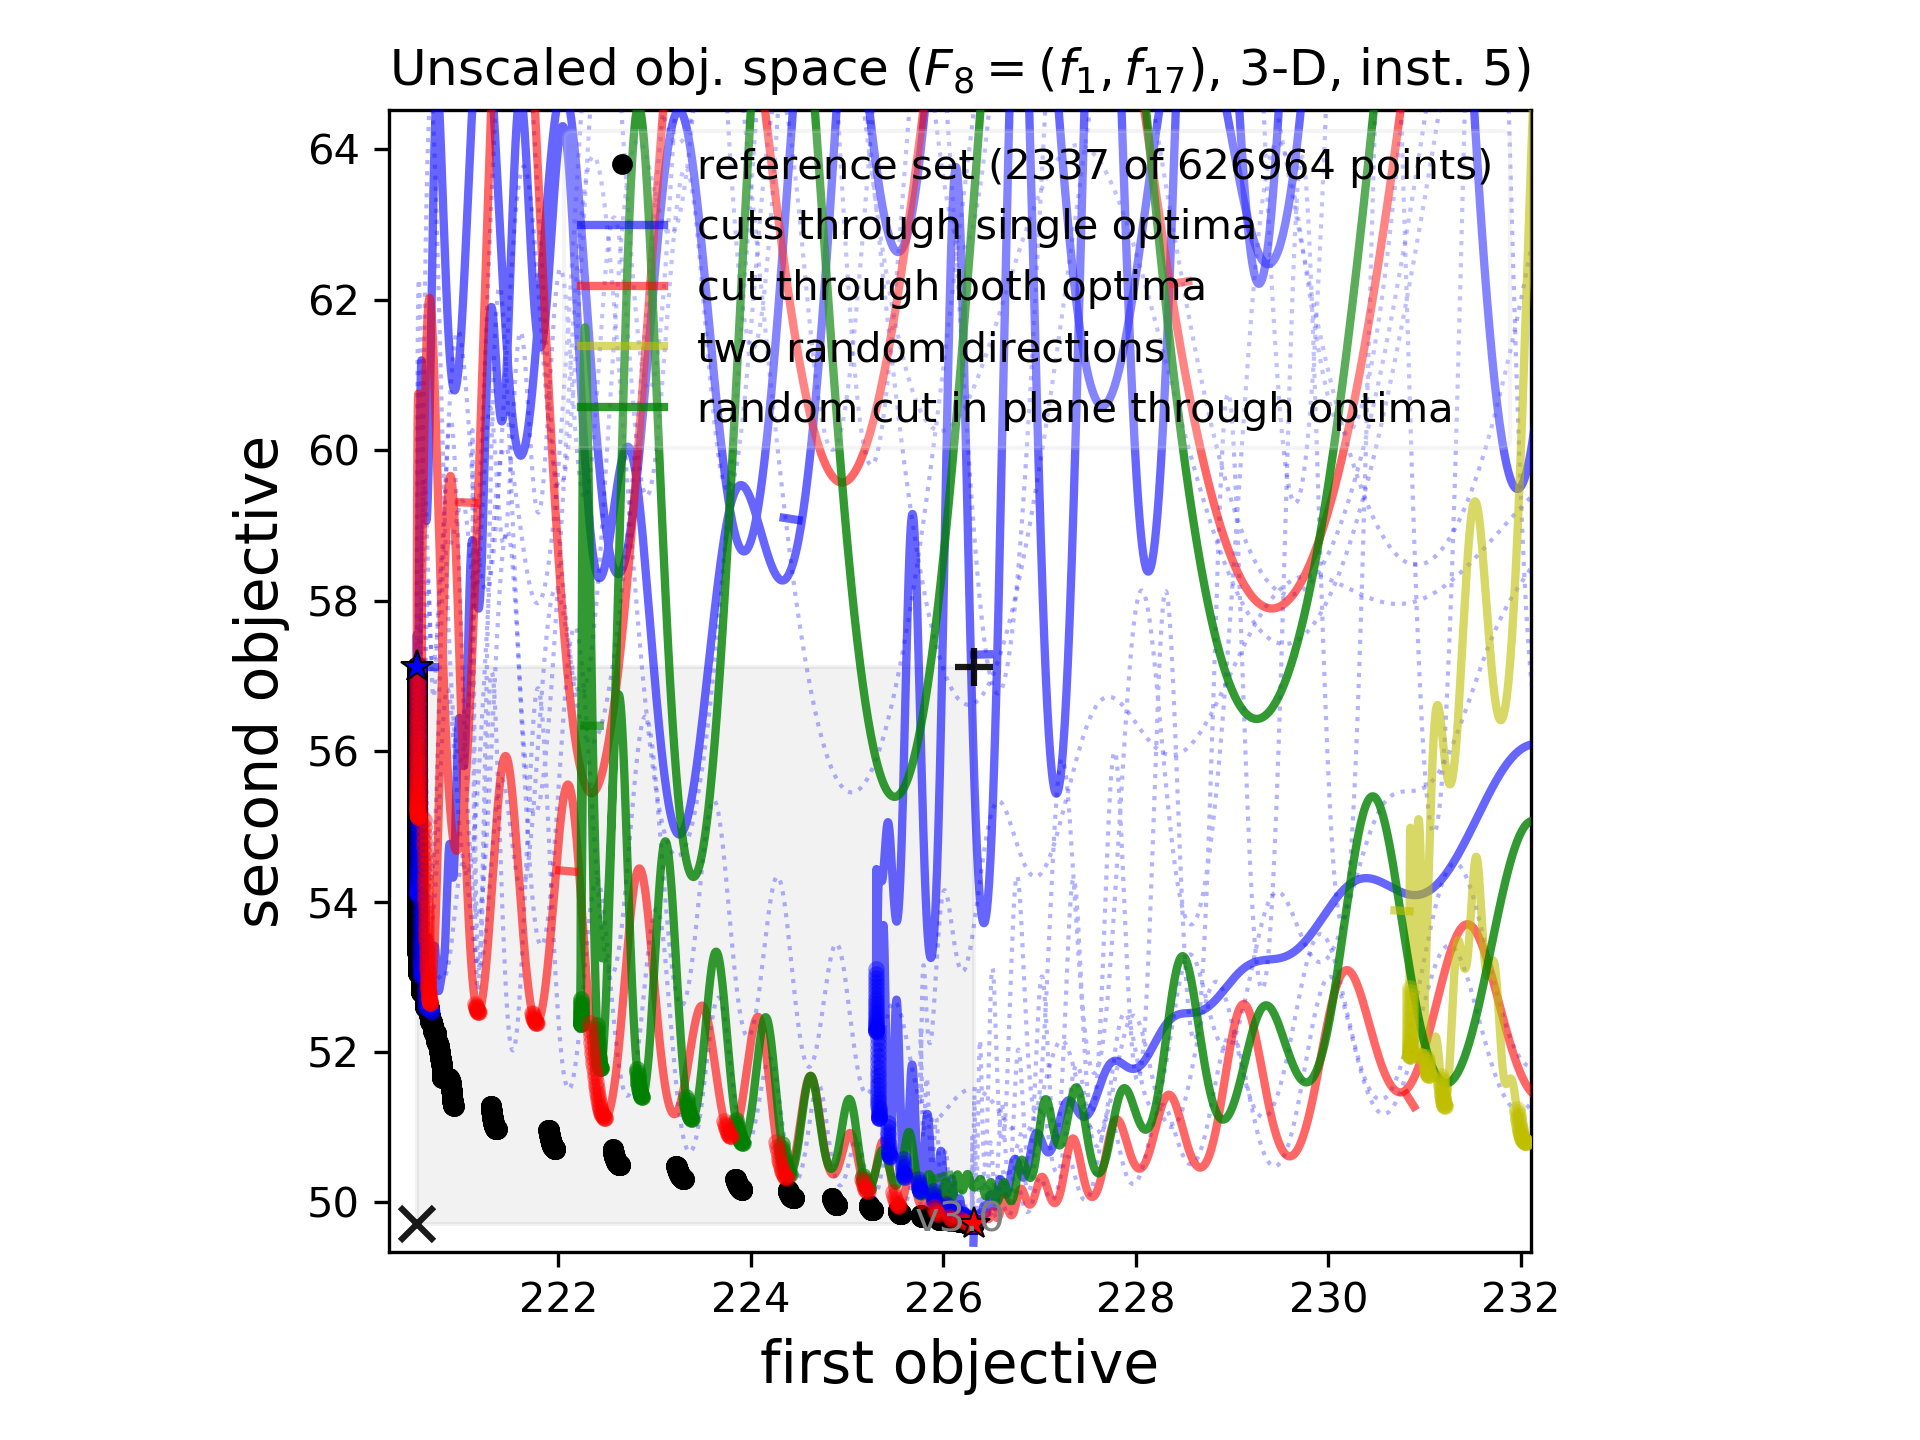 Unscaled obj. space (F₈ = (f₁, f₁₇), 3-D, inst. 5)
reference set (2337 of 626964 points)
cuts through single optima
cut through both optima
two random directions
random cut in plane through optima
second objective
64
62
60
58
56
54
52
50
v3.0
222 224 226 228 230 232
first objective